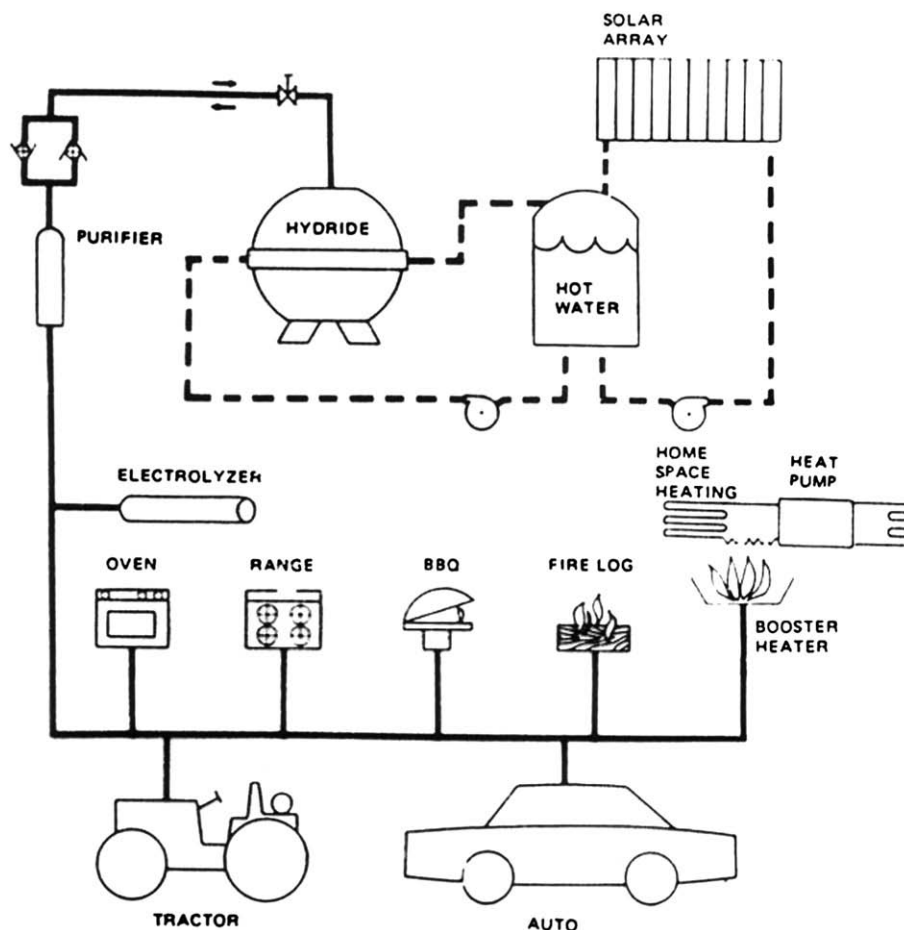 SOLAR
ARRAY
HYDRIDE
PURIFIER
HOT
WATER
ELECTROLYZER
HOME
SPACE
HEATING
HEAT
PUMP
OVEN
RANGE
BBQ
FIRE LOG
BOOSTER
HEATER
TRACTOR
AUTO